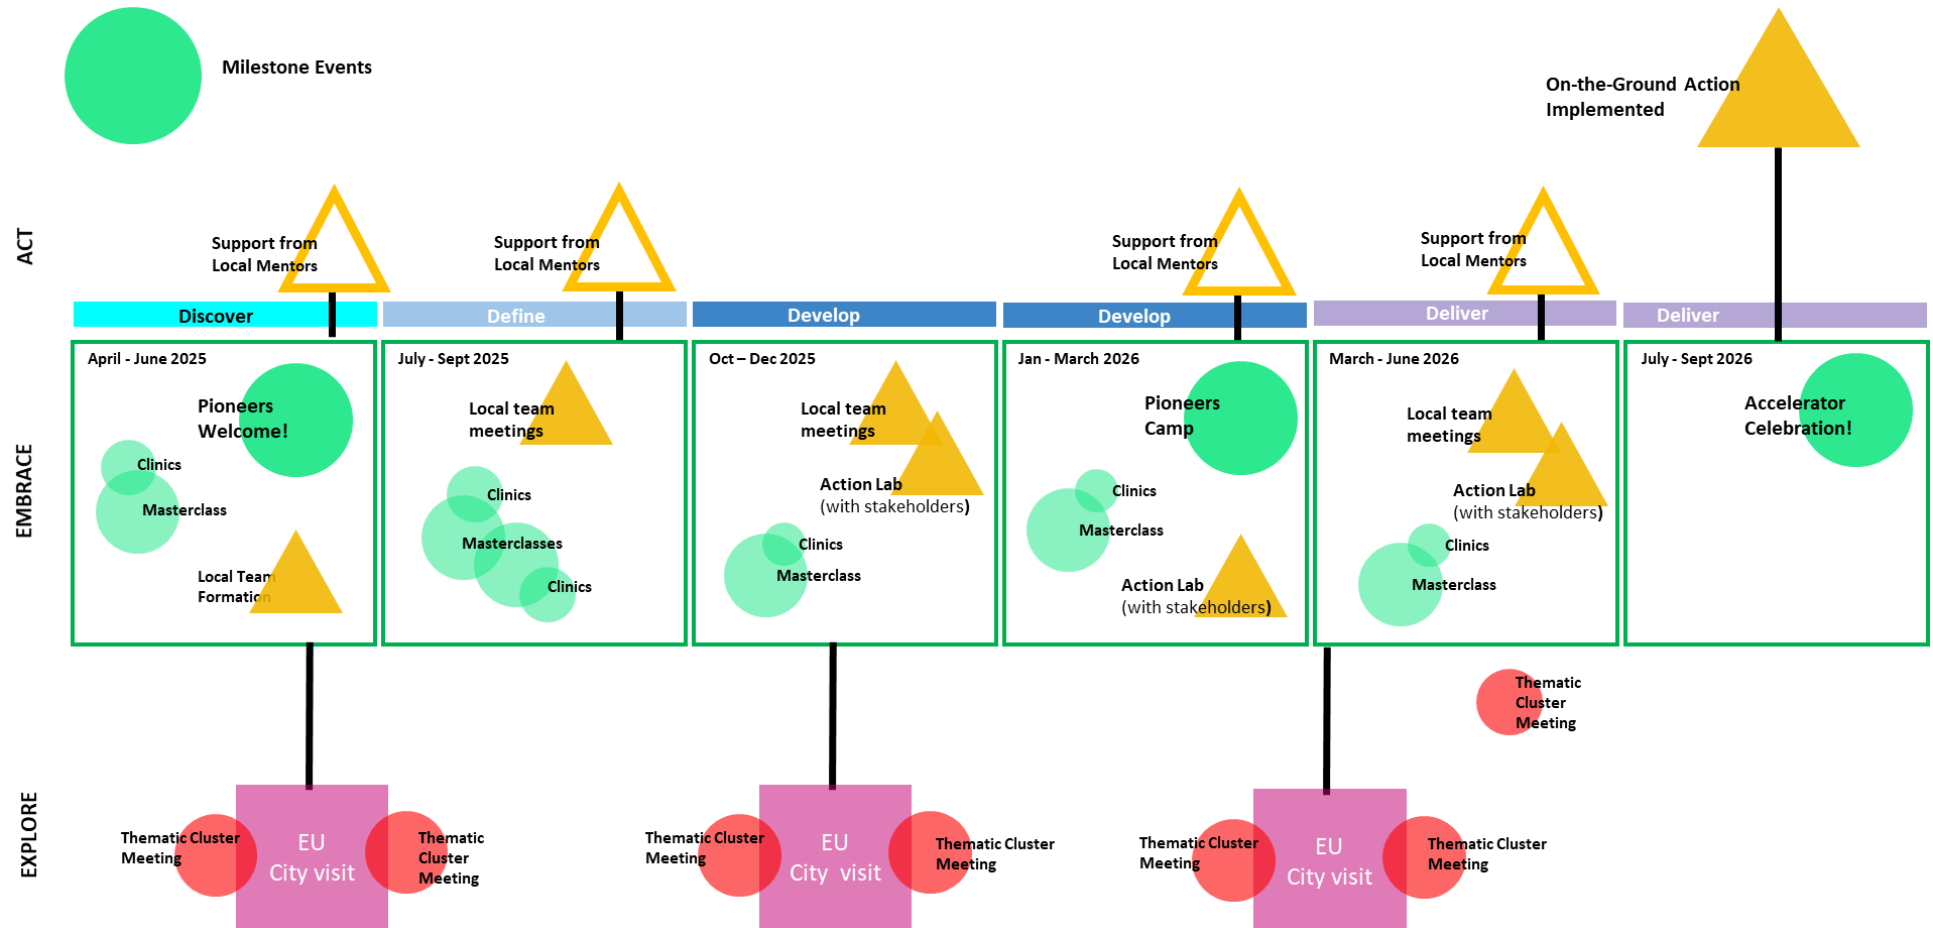 Milestone Events
On-the-Ground Action
Implemented
ACT
Support from
Local Mentors
Support from
Local Mentors
Support from
Local Mentors
Support from
Local Mentors
Discover
Define
Develop
Develop
Deliver
Deliver
EMBRACE
April - June 2025
Pioneers
Welcome!
Clinics
Masterclass
Local Team
Formation
July - Sept 2025
Local team
meetings
Clinics
Masterclasses
Clinics
Oct – Dec 2025
Local team
meetings
Action Lab
(with stakeholders)
Clinics
Masterclass
Jan - March 2026
Pioneers
Camp
Clinics
Masterclass
Action Lab
(with stakeholders)
March - June 2026
Local team
meetings
Action Lab
(with stakeholders)
Clinics
Masterclass
July - Sept 2026
Accelerator
Celebration!
EXPLORE
Thematic Cluster
Meeting
EU
City visit
Thematic
Cluster
Meeting
Thematic Cluster
Meeting
EU
City visit
Thematic Cluster
Meeting
Thematic Cluster
Meeting
EU
City visit
Thematic Cluster
Meeting
Thematic
Cluster
Meeting